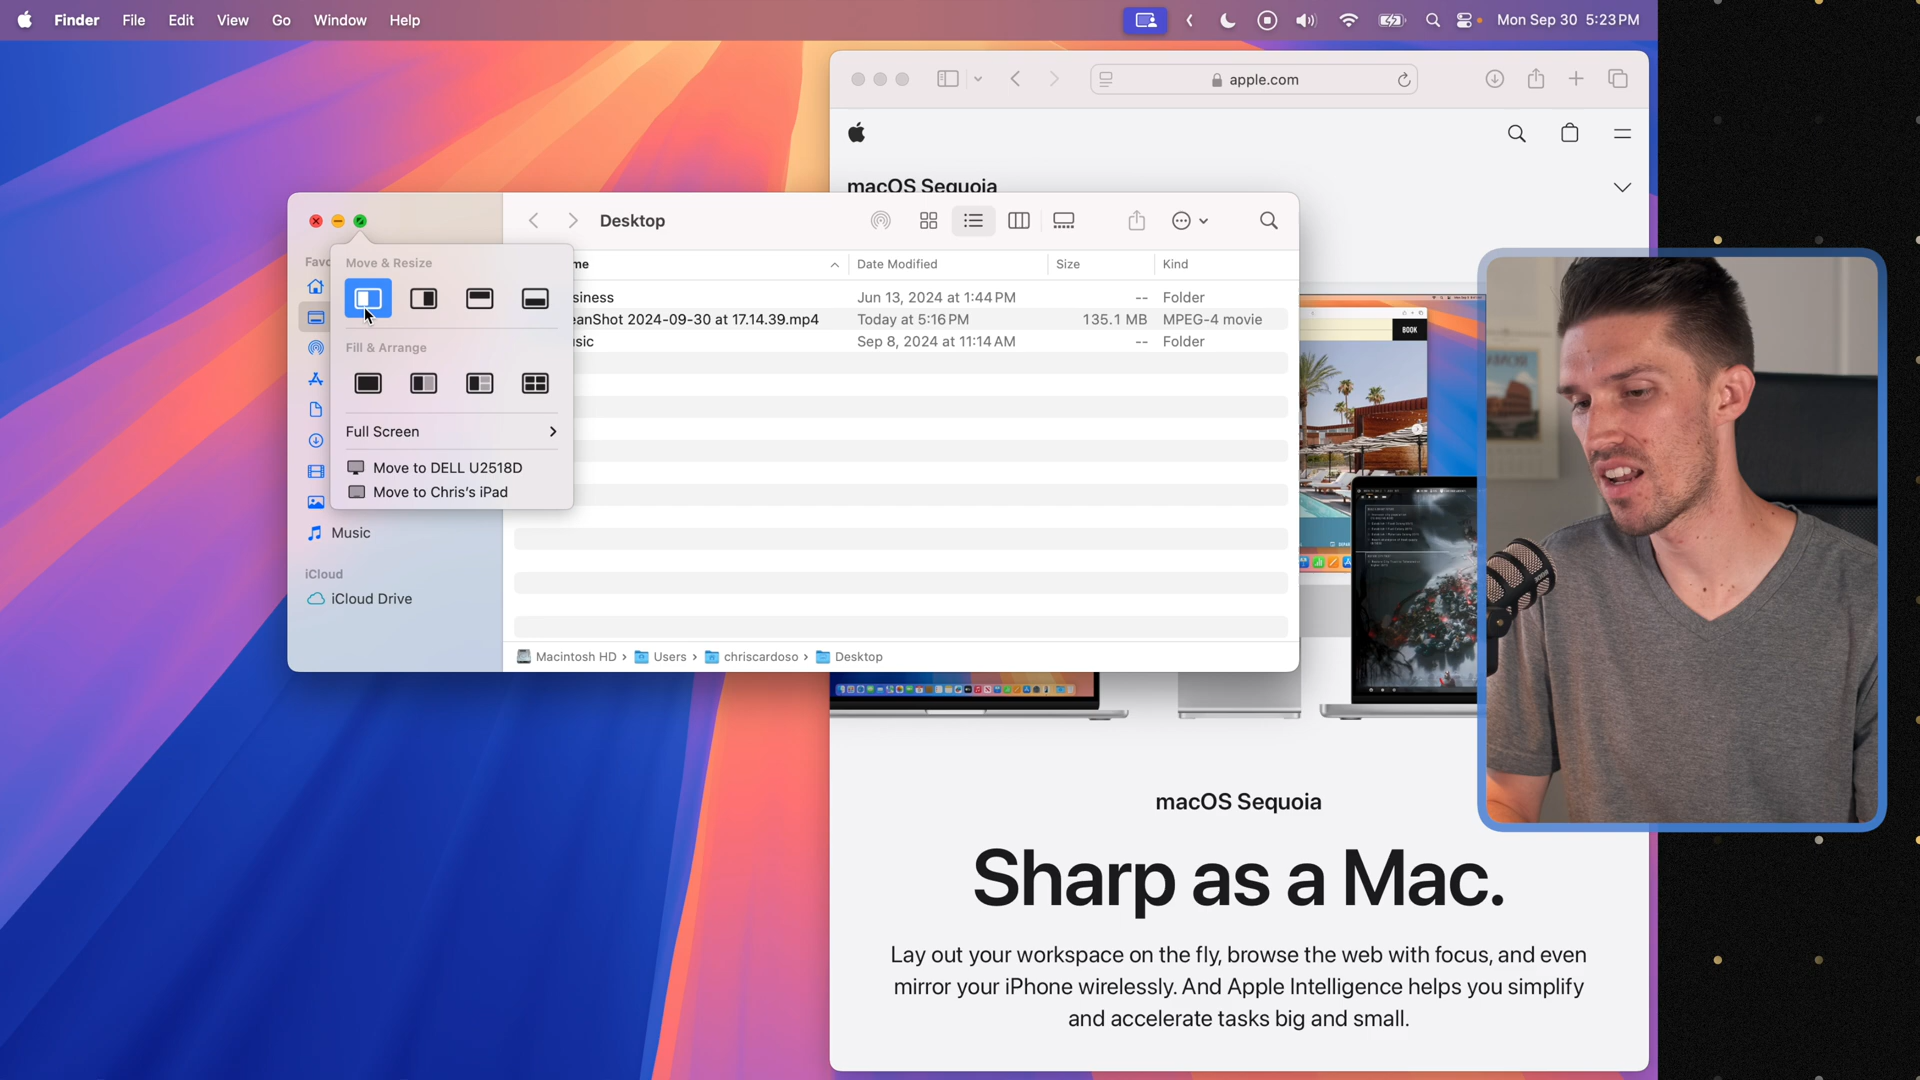 Finder File Edit View Go Window Help
Mon Sep 30 5:23 PM
apple.com
macOS Sequoia
Desktop
Favo
Move & Resize
me
Date Modified
Size
Kind
siness
Jun 13, 2024 at 1:44 PM
--
Folder
eanShot 2024-09-30 at 17.14.39.mp4
Today at 5:16 PM
135.1 MB
MPEG-4 movie
sic
Sep 8, 2024 at 11:14 AM
--
Folder
BOOK
Fill & Arrange
Full Screen
Move to DELL U2518D
Move to Chris's iPad
Music
iCloud
iCloud Drive
Macintosh HD › Users › chriscardoso › Desktop
macOS Sequoia
Sharp as a Mac.
Lay out your workspace on the fly, browse the web with focus, and even
mirror your iPhone wirelessly. And Apple Intelligence helps you simplify
and accelerate tasks big and small.